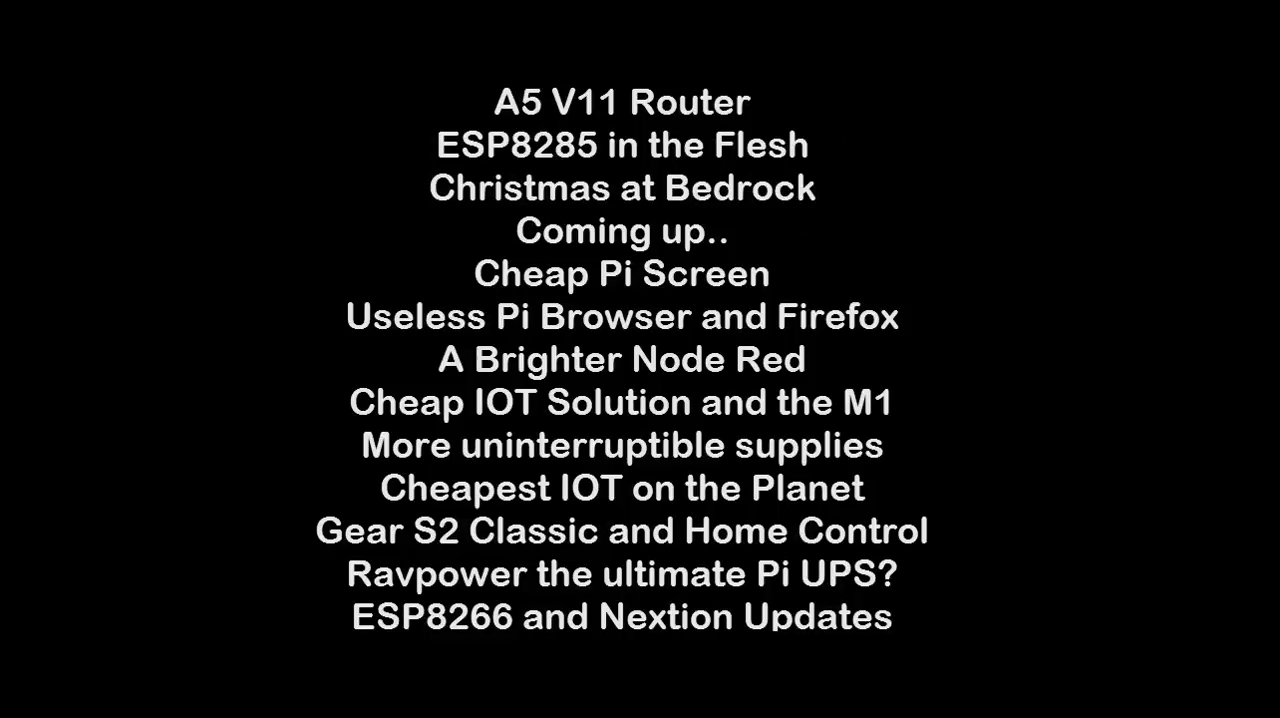 A5 V11 Router
ESP8285 in the Flesh
Christmas at Bedrock
Coming up..
Cheap Pi Screen
Useless Pi Browser and Firefox
A Brighter Node Red
Cheap IOT Solution and the M1
More uninterruptible supplies
Cheapest IOT on the Planet
Gear S2 Classic and Home Control
Ravpower the ultimate Pi UPS?
ESP8266 and Nextion Updates